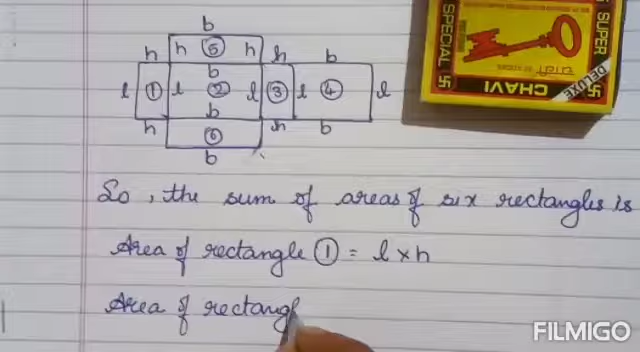 b
h h ⑤ h h b
b
l ① l ② l ③ l ④ l
b
h h b
⑥
b
So, the sum of areas of six rectangles is
Area of rectangle ① = l x h
Area of rectangl
SPECIAL
SUPER
DELUXE
CHAVI
FILMIGO